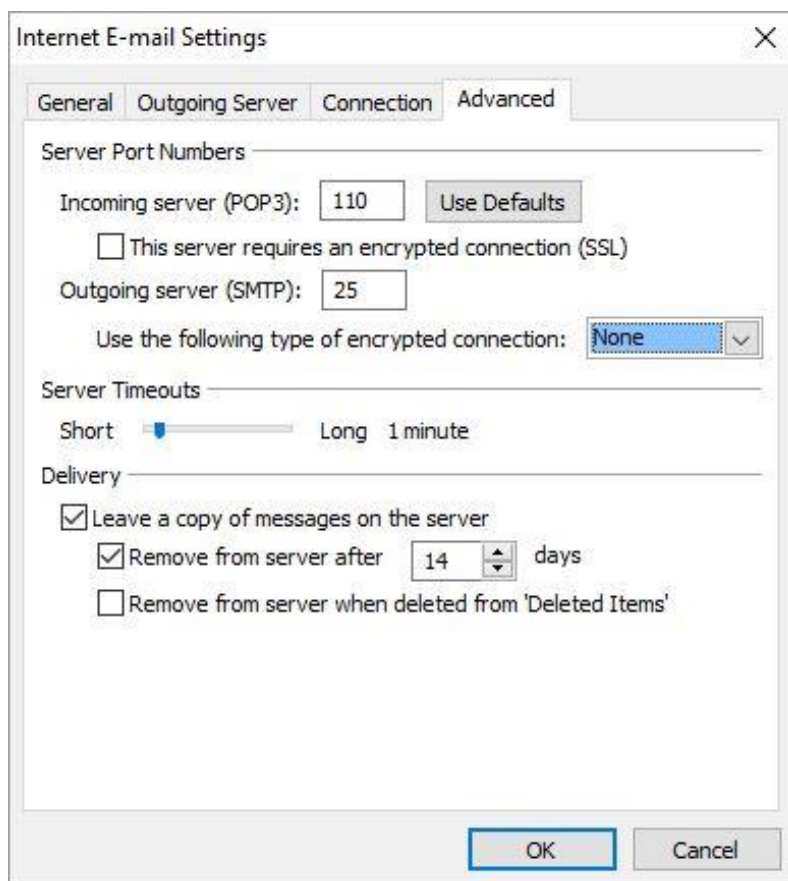 Internet E-mail Settings
General Outgoing Server Connection Advanced
Server Port Numbers
Incoming server (POP3): 110 Use Defaults
This server requires an encrypted connection (SSL)
Outgoing server (SMTP): 25
Use the following type of encrypted connection: None
Server Timeouts
Short Long 1 minute
Delivery
Leave a copy of messages on the server
Remove from server after 14 days
Remove from server when deleted from 'Deleted Items'
OK Cancel